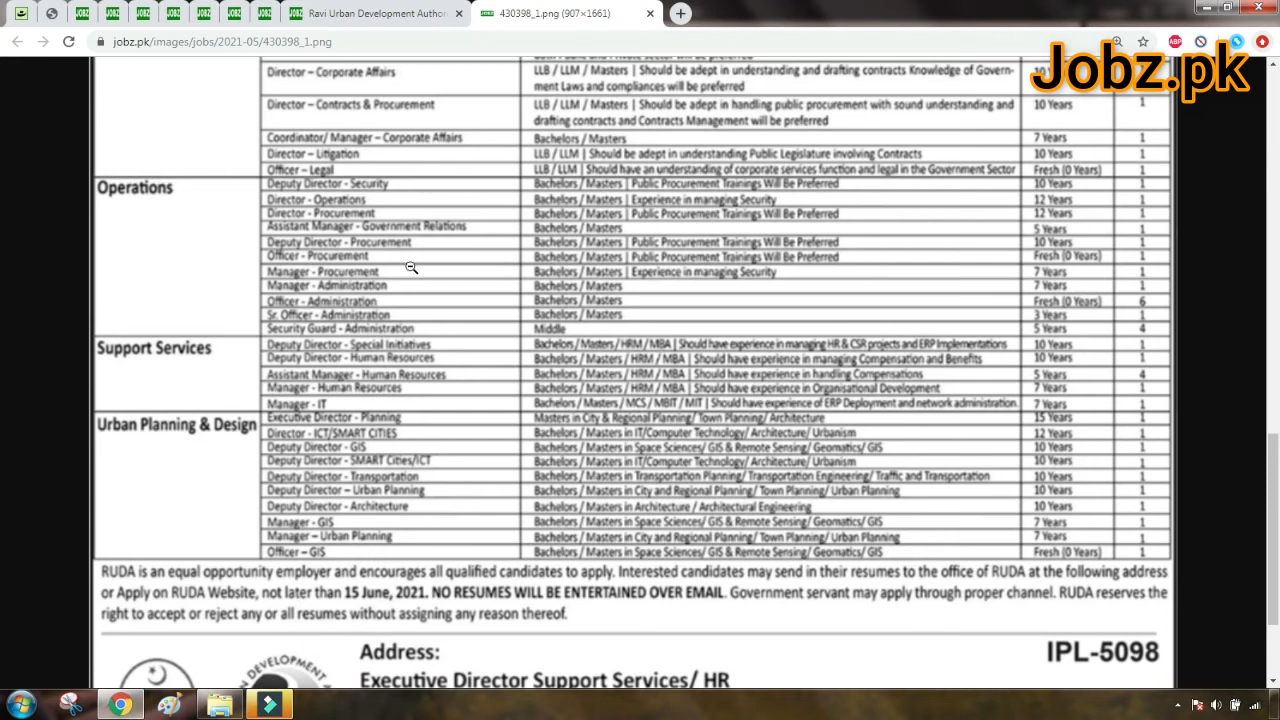 Ravi Urban Development Author
430398_1.png (907×1661)
jobz.pk/images/jobs/2021-05/430398_1.png
ABP
Jobz.pk
Director – Corporate Affairs LLB / LLM / Masters | Should be adept in understanding and drafting contracts Knowledge of Govern-
ment Laws and compliances will be preferred
Director – Contracts & Procurement LLB / LLM / Masters | Should be adept in handling public procurement with sound understanding and 10 Years 1
drafting contracts and Contracts Management will be preferred
Coordinator/ Manager – Corporate Affairs Bachelors / Masters 7 Years 1
Director – Litigation LLB / LLM | Should be adept in understanding Public Legislature involving Contracts 10 Years 1
Officer – Legal LLB / LLM | Should have an understanding of corporate services function and legal in the Government Sector Fresh (0 Years) 1
Operations Deputy Director - Security Bachelors / Masters | Public Procurement Trainings Will Be Preferred 10 Years 1
Director - Operations Bachelors / Masters | Experience in managing Security 12 Years 1
Director - Procurement Bachelors / Masters | Public Procurement Trainings Will Be Preferred 12 Years 1
Assistant Manager - Government Relations Bachelors / Masters 5 Years 1
Deputy Director - Procurement Bachelors / Masters | Public Procurement Trainings Will Be Preferred 10 Years 1
Officer - Procurement Bachelors / Masters | Public Procurement Trainings Will Be Preferred Fresh (0 Years) 1
Manager - Procurement Bachelors / Masters | Experience in managing Security 7 Years 1
Manager - Administration Bachelors / Masters 7 Years 1
Officer - Administration Bachelors / Masters Fresh (0 Years) 6
Sr. Officer - Administration Bachelors / Masters 3 Years 1
Security Guard - Administration Middle 5 Years 4
Support Services Deputy Director - Special Initiatives Bachelors / Masters / HRM / MBA | Should have experience in managing HR & CSR projects and ERP Implementations 10 Years 1
Deputy Director - Human Resources Bachelors / Masters / HRM / MBA | Should have experience in managing Compensation and Benefits 10 Years 1
Assistant Manager - Human Resources Bachelors / Masters / HRM / MBA | Should have experience in handling Compensations 5 Years 4
Manager - Human Resources Bachelors / Masters / HRM / MBA | Should have experience in Organisational Development 7 Years 1
Manager - IT Bachelors / Masters / MCS / MBIT / MIT | Should have experience of ERP Deployment and network administration. 7 Years 1
Urban Planning & Design Executive Director - Planning Masters in City & Regional Planning/ Town Planning/ Architecture 15 Years 1
Director - ICT/SMART CITIES Bachelors / Masters in IT/Computer Technology/ Architecture/ Urbanism 12 Years 1
Deputy Director - GIS Bachelors / Masters in Space Sciences/ GIS & Remote Sensing/ Geomatics/ GIS 10 Years 1
Deputy Director - SMART Cities/ICT Bachelors / Masters in IT/Computer Technology/ Architecture/ Urbanism 10 Years 1
Deputy Director - Transportation Bachelors / Masters in Transportation Planning/ Transportation Engineering/ Traffic and Transportation 10 Years 1
Deputy Director – Urban Planning Bachelors / Masters in City and Regional Planning/ Town Planning/ Urban Planning 10 Years 1
Deputy Director - Architecture Bachelors / Masters in Architecture / Architectural Engineering 10 Years 1
Manager - GIS Bachelors / Masters in Space Sciences/ GIS & Remote Sensing/ Geomatics/ GIS 7 Years 1
Manager – Urban Planning Bachelors / Masters in City and Regional Planning/ Town Planning/ Urban Planning 7 Years 1
Officer – GIS Bachelors / Masters in Space Sciences/ GIS & Remote Sensing/ Geomatics/ GIS Fresh (0 Years) 1
RUDA is an equal opportunity employer and encourages all qualified candidates to apply. Interested candidates may send in their resumes to the office of RUDA at the following address
or Apply on RUDA Website, not later than 15 June, 2021. NO RESUMES WILL BE ENTERTAINED OVER EMAIL. Government servant may apply through proper channel. RUDA reserves the
right to accept or reject any or all resumes without assigning any reason thereof.
Address: IPL-5098
Executive Director Support Services/ HR